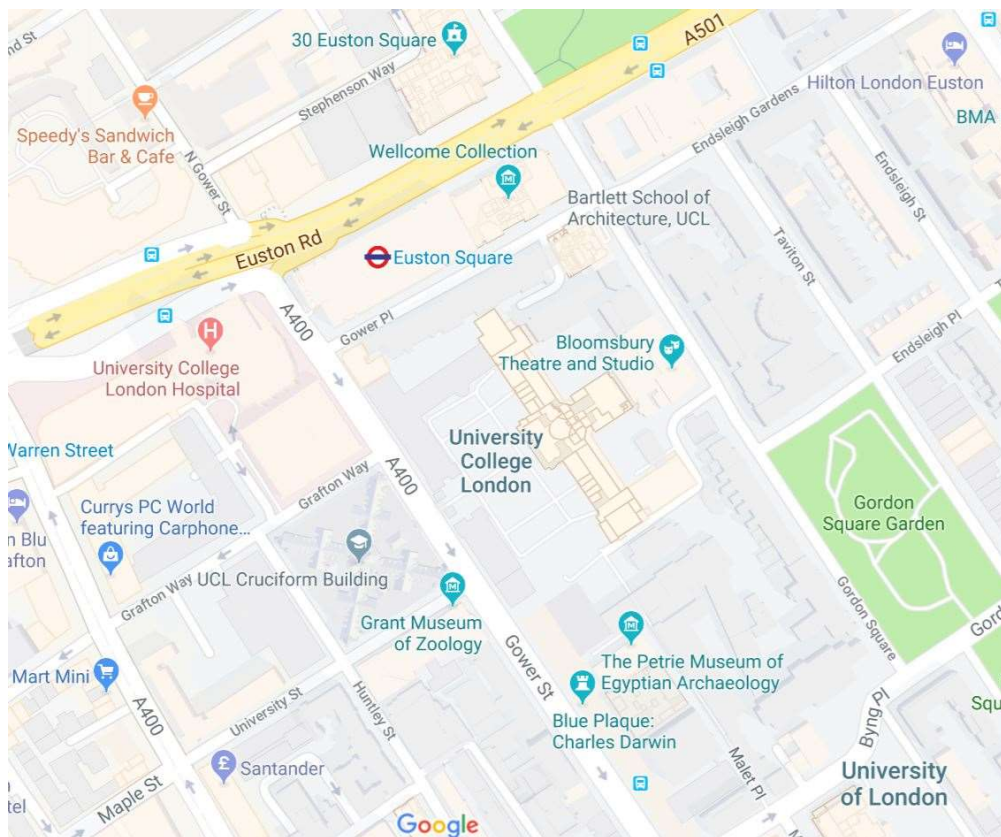 nd St
30 Euston Square
A501
Hilton London Euston
Stephenson Way
Speedy's Sandwich
Bar & Cafe
BMA
Endsleigh Gardens
Wellcome Collection
N Gower St
Endsleigh St
Bartlett School of
Architecture, UCL
Euston Rd
Euston Square
Taviton St
A400
Gower Pl
H
Endsleigh Pl
T
University College
London Hospital
Bloomsbury
Theatre and Studio
Warren Street
University
College
London
A400
Grafton Way
Currys PC World
featuring Carphone...
Gordon
Square Garden
n Blu
afton
UCL Cruciform Building
Grafton Way
Grant Museum
of Zoology
Gordon Square
Gord
Mart Mini
Gower St
The Petrie Museum of
Egyptian Archaeology
A400
University St
Huntley St
Squ
Blue Plaque:
Charles Darwin
Byng Pl
Malet Pl
£
Santander
University
of London
Maple St
tel
Google